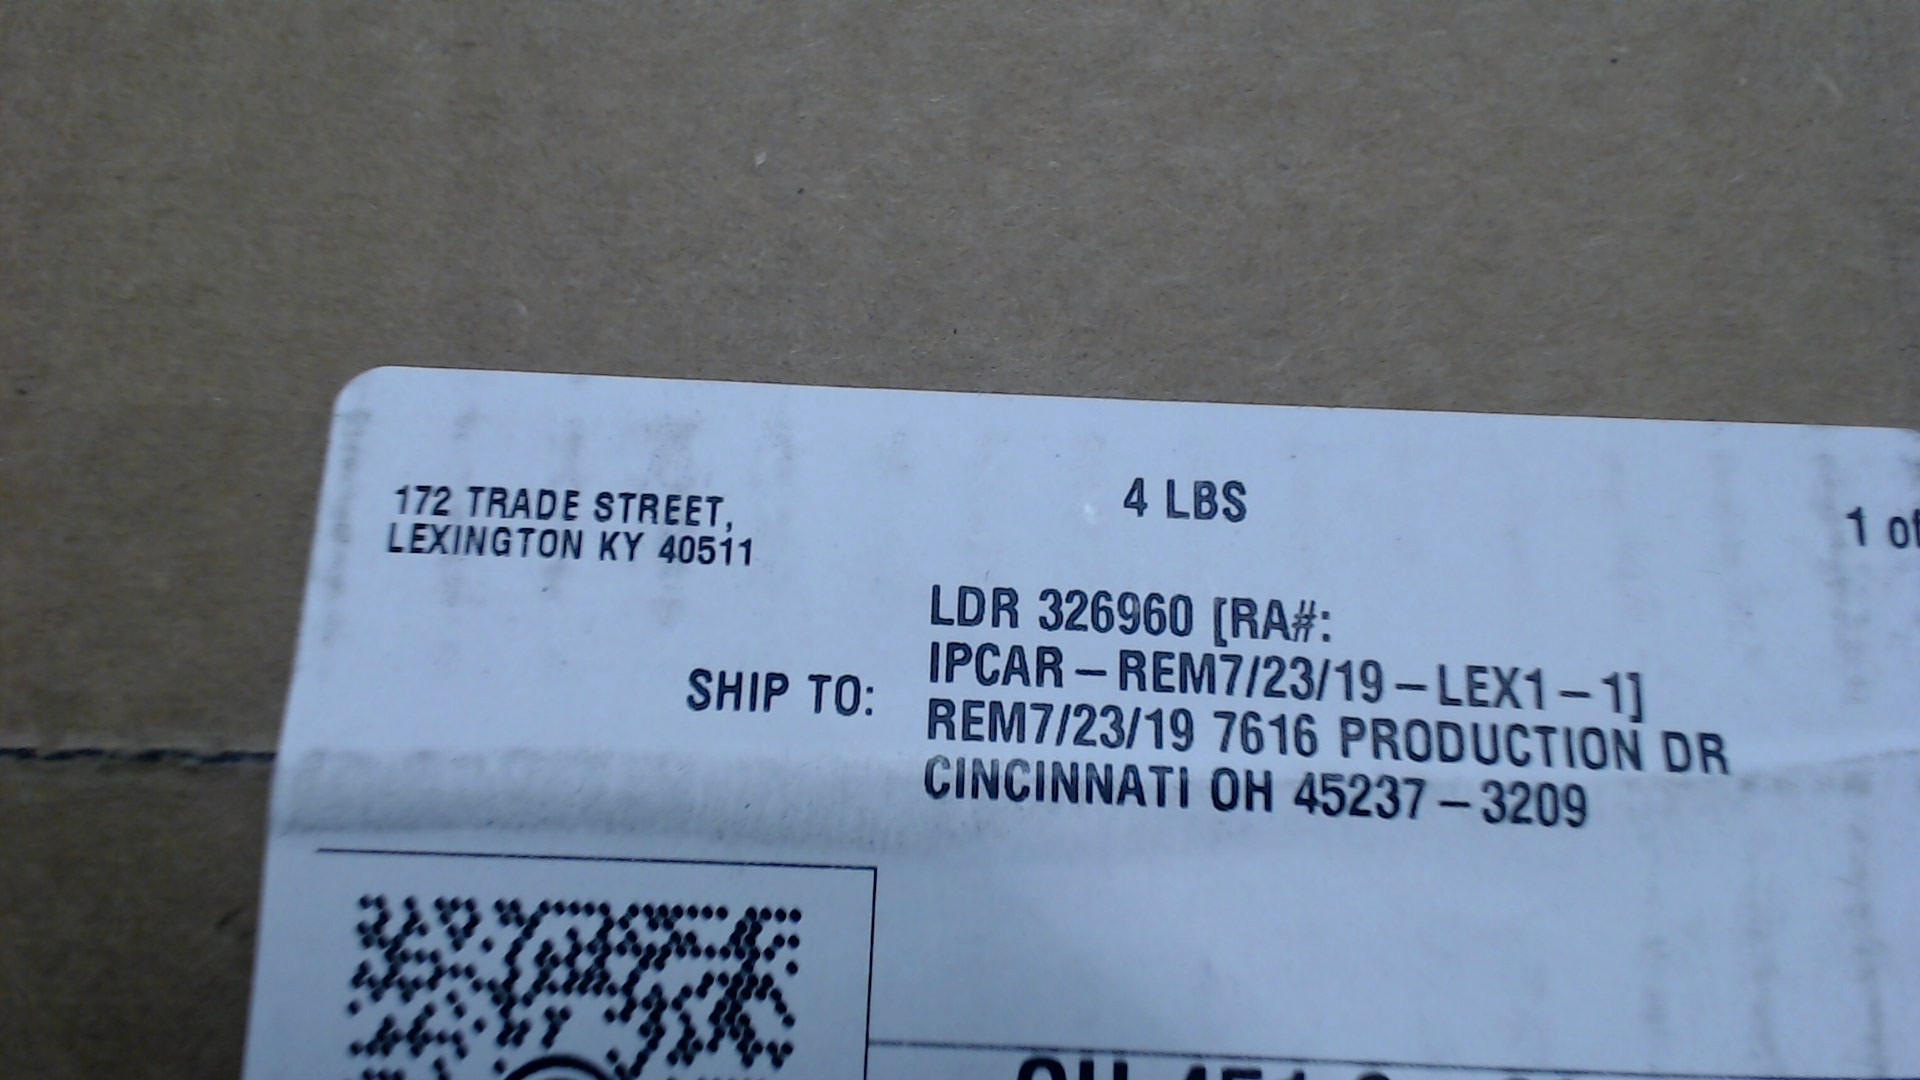 172 TRADE STREET,
LEXINGTON KY 40511
4 LBS
1 of
SHIP TO:
LDR 326960 [RA#:
IPCAR – REM7/23/19 – LEX1 – 1]
REM7/23/19 7616 PRODUCTION DR
CINCINNATI OH 45237 – 3209